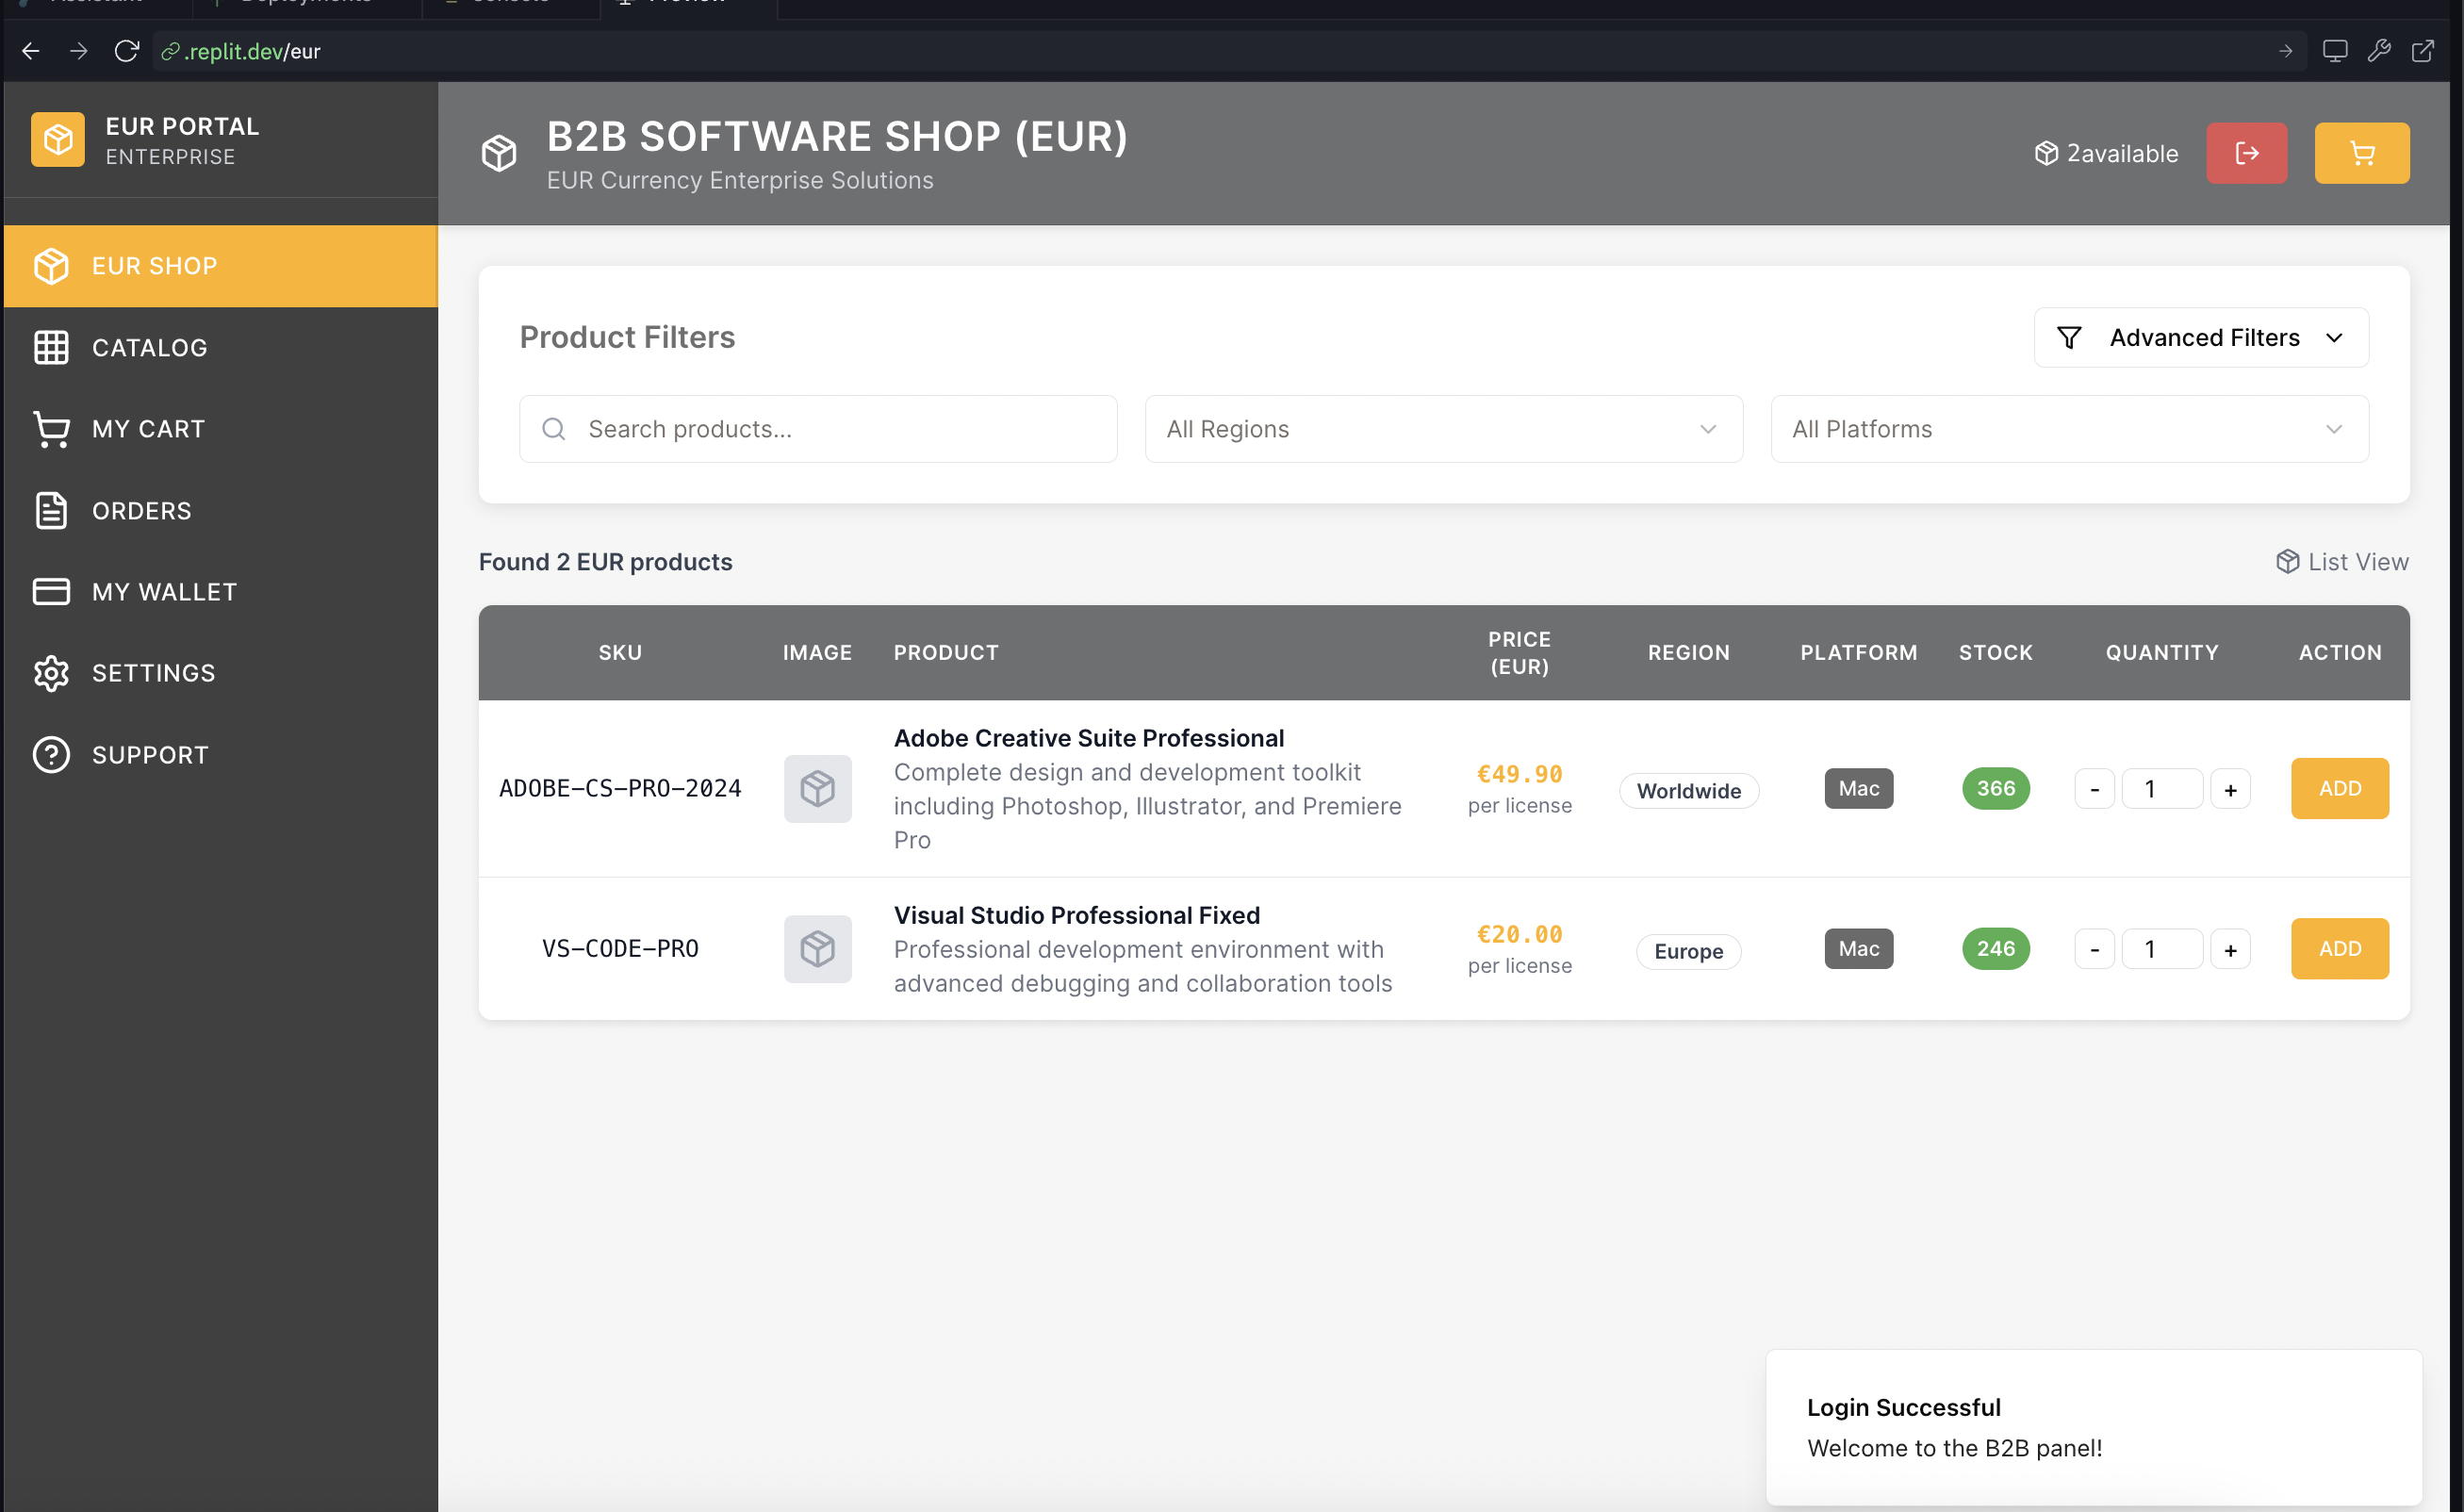 .replit.dev/eur
EUR PORTAL
ENTERPRISE
B2B SOFTWARE SHOP (EUR)
EUR Currency Enterprise Solutions
2available
EUR SHOP
CATALOG
MY CART
ORDERS
MY WALLET
SETTINGS
SUPPORT
Product Filters
Advanced Filters
Search products...
All Regions
All Platforms
Found 2 EUR products
List View
SKU IMAGE PRODUCT PRICE (EUR) REGION PLATFORM STOCK QUANTITY ACTION
ADOBE-CS-PRO-2024
Adobe Creative Suite Professional
Complete design and development toolkit
including Photoshop, Illustrator, and Premiere
Pro
€49.90
per license
Worldwide
Mac
366
- 1 +
ADD
VS-CODE-PRO
Visual Studio Professional Fixed
Professional development environment with
advanced debugging and collaboration tools
€20.00
per license
Europe
Mac
246
- 1 +
ADD
Login Successful
Welcome to the B2B panel!